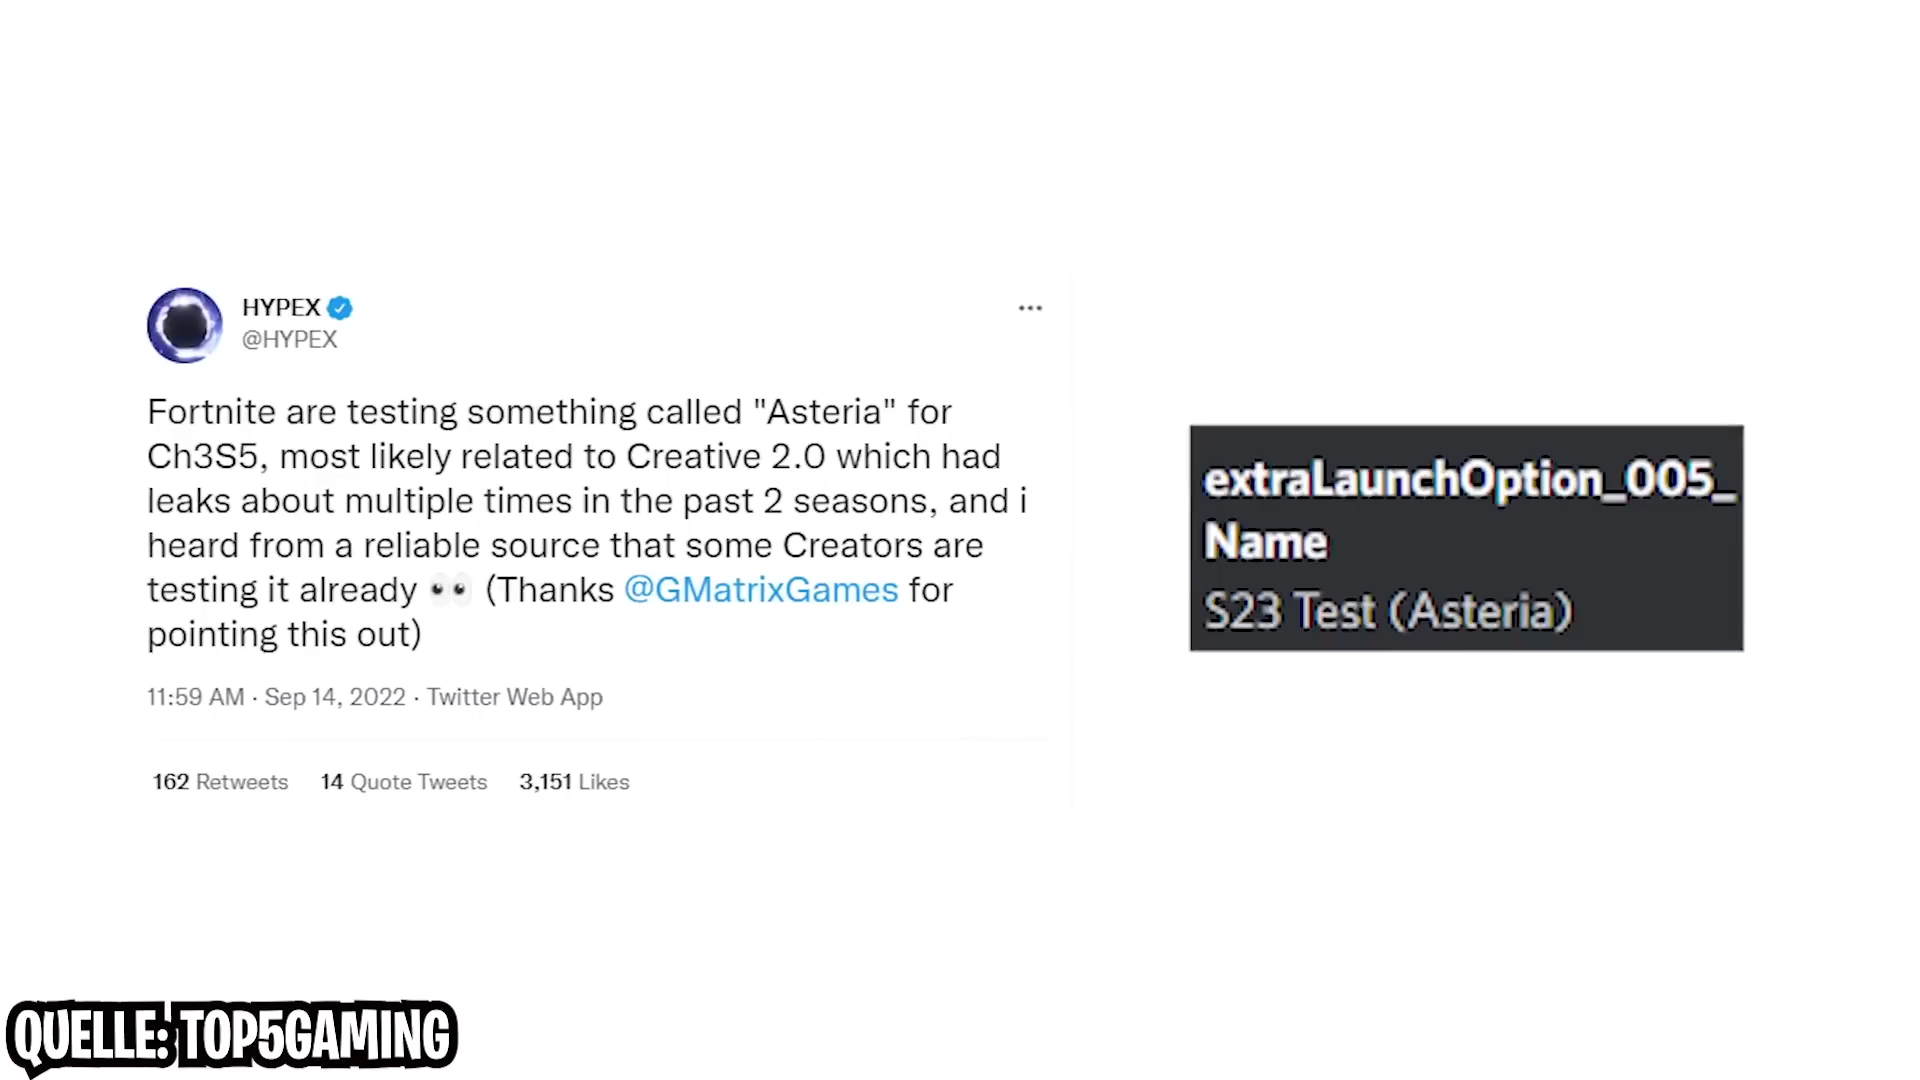 HYPEX
@HYPEX
Fortnite are testing something called "Asteria" for
Ch3S5, most likely related to Creative 2.0 which had
leaks about multiple times in the past 2 seasons, and i
heard from a reliable source that some Creators are
testing it already 👀 (Thanks @GMatrixGames for
pointing this out)
11:59 AM · Sep 14, 2022 · Twitter Web App
162 Retweets 14 Quote Tweets 3,151 Likes
extraLaunchOption_005_
Name
S23 Test (Asteria)
QUELLE: TOP5GAMING